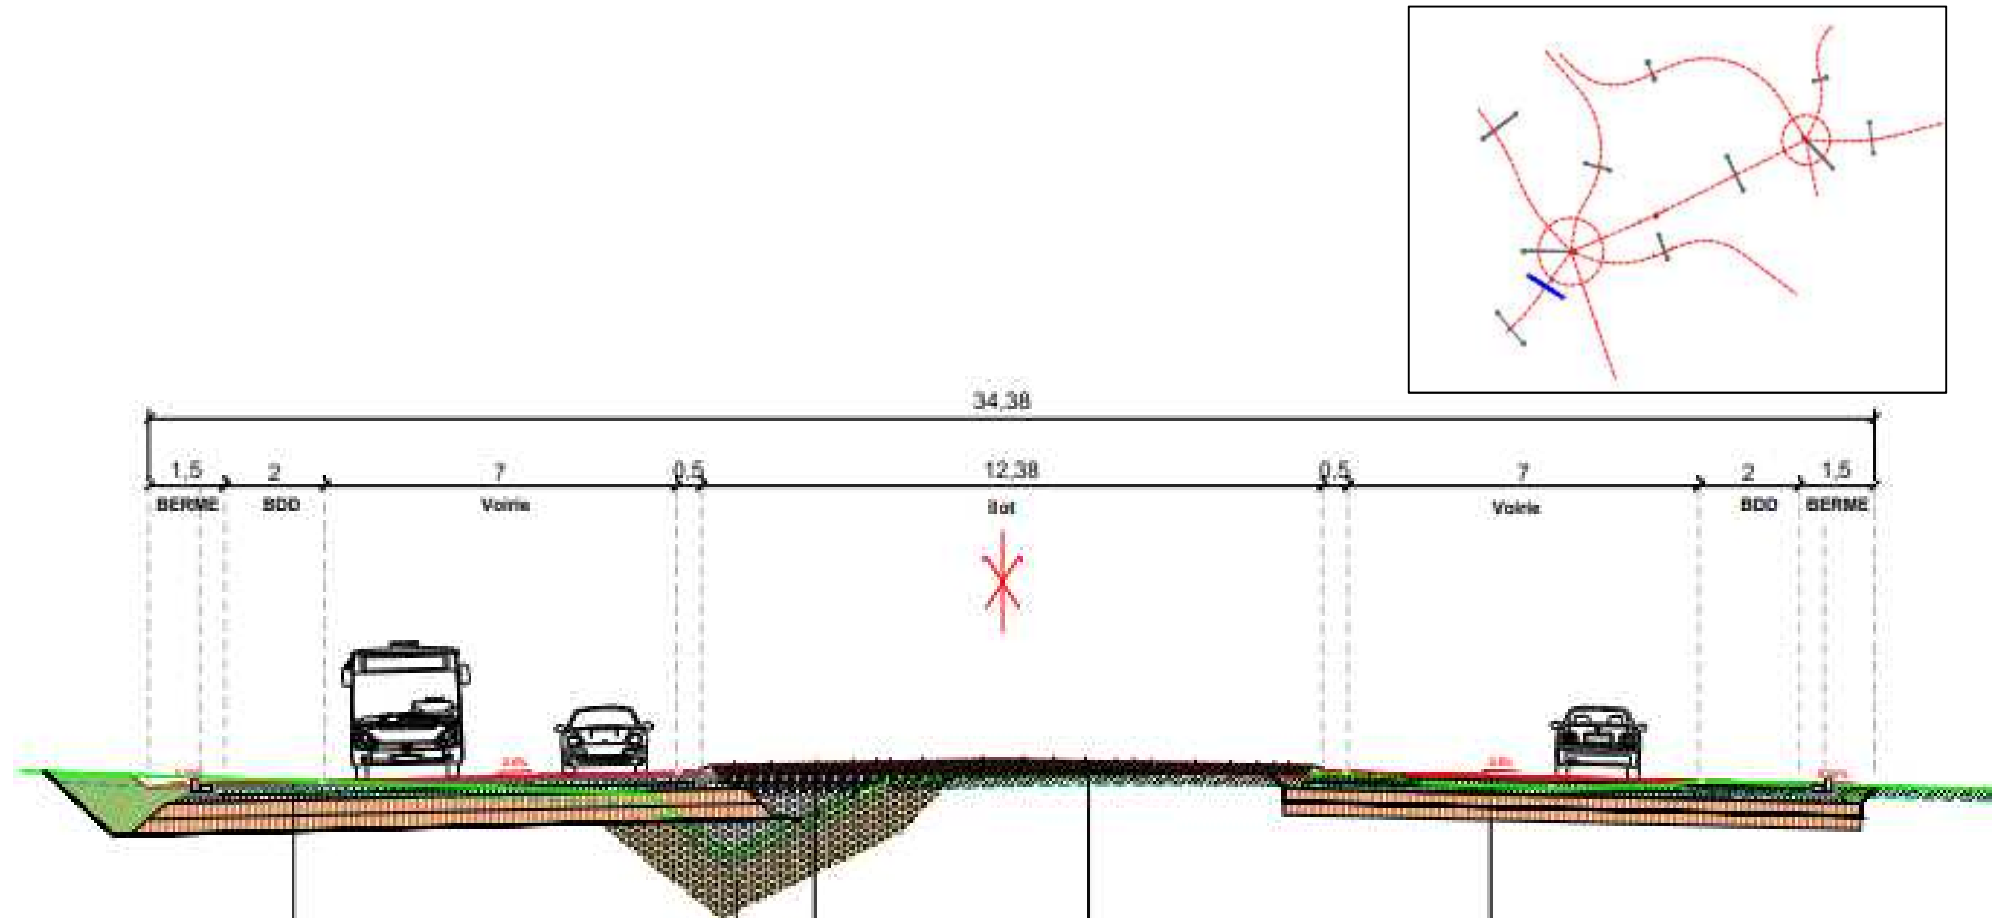 34,38
1,5 2 7 0.5 12,38 0.5 7 2 1,5
BERME BDD Voirie Ilot Voirie BDD BERME